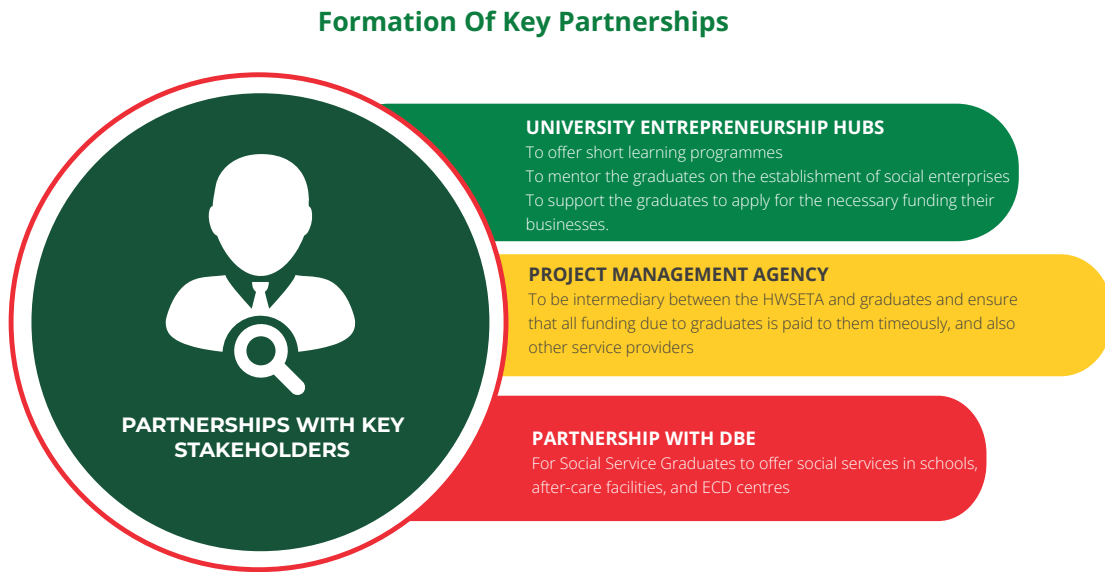 Formation Of Key Partnerships
UNIVERSITY ENTREPRENEURSHIP HUBS
To offer short learning programmes
To mentor the graduates on the establishment of social enterprises
To support the graduates to apply for the necessary funding their
businesses.
PROJECT MANAGEMENT AGENCY
To be intermediary between the HWSETA and graduates and ensure
that all funding due to graduates is paid to them timeously, and also
other service providers
PARTNERSHIPS WITH KEY
STAKEHOLDERS
PARTNERSHIP WITH DBE
For Social Service Graduates to offer social services in schools,
after-care facilities, and ECD centres